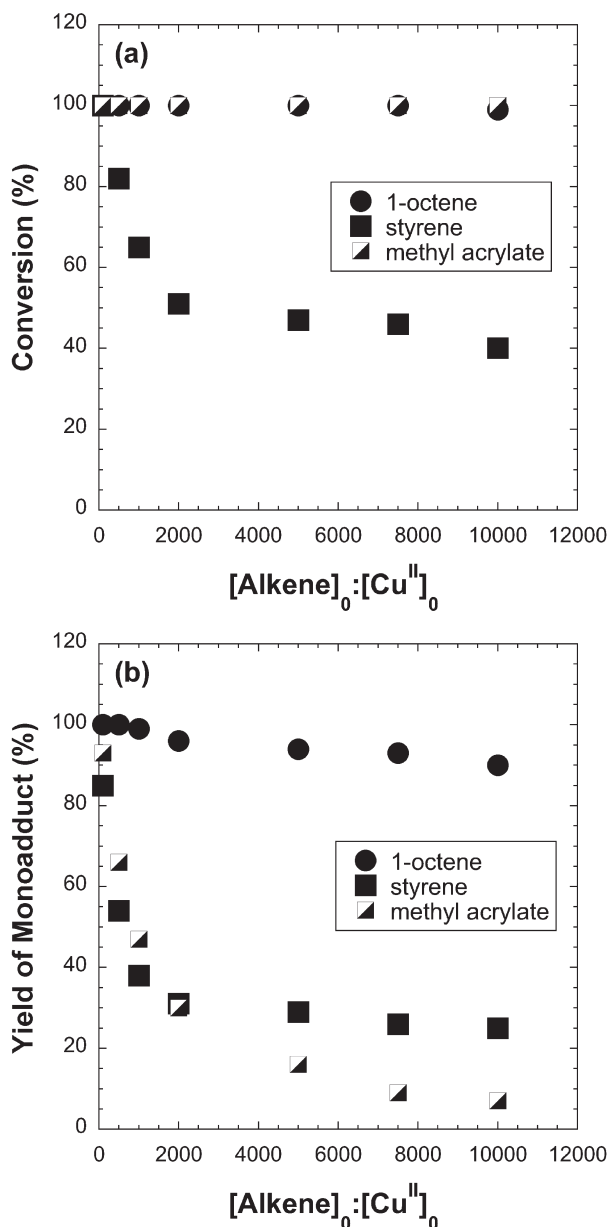 (a)
120
100
80
60
40
20
0
Conversion (%)
1-octene
styrene
methyl acrylate
0 2000 4000 6000 8000 10000 12000
[Alkene]₀:[Cuᴵᴵ]₀
(b)
120
100
80
60
40
20
0
Yield of Monoadduct (%)
1-octene
styrene
methyl acrylate
0 2000 4000 6000 8000 10000 12000
[Alkene]₀:[Cuᴵᴵ]₀